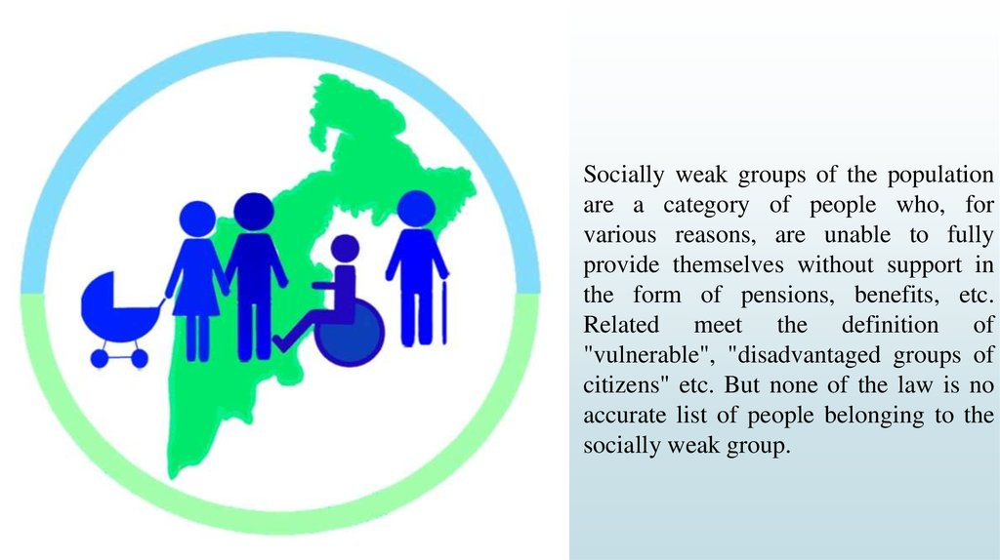 Socially weak groups of the population
are a category of people who, for
various reasons, are unable to fully
provide themselves without support in
the form of pensions, benefits, etc.
Related meet the definition of
"vulnerable", "disadvantaged groups of
citizens" etc. But none of the law is no
accurate list of people belonging to the
socially weak group.